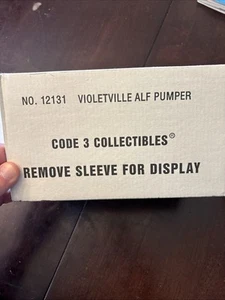 NO. 12131 VIOLETVILLE ALF PUMPER
CODE 3 COLLECTIBLES®
REMOVE SLEEVE FOR DISPLAY